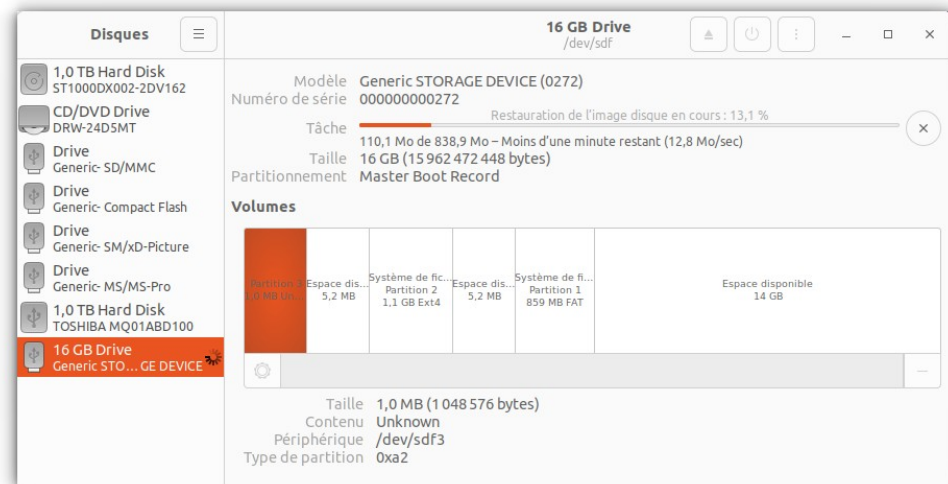 Disques
16 GB Drive
/dev/sdf
1,0 TB Hard Disk
ST1000DX002-2DV162
CD/DVD Drive
DRW-24D5MT
Drive
Generic- SD/MMC
Drive
Generic- Compact Flash
Drive
Generic- SM/xD-Picture
Drive
Generic- MS/MS-Pro
1,0 TB Hard Disk
TOSHIBA MQ01ABD100
16 GB Drive
Generic STO…GE DEVICE
Modèle Generic STORAGE DEVICE (0272)
Numéro de série 000000000272
Tâche
Restauration de l'image disque en cours : 13,1 %
110,1 Mo de 838,9 Mo – Moins d'une minute restant (12,8 Mo/sec)
Taille 16 GB (15 962 472 448 bytes)
Partitionnement Master Boot Record
Volumes
Partition 3
1,0 MB Un…
Espace dis…
5,2 MB
Système de fic…
Partition 2
1,1 GB Ext4
Espace dis…
5,2 MB
Système de fi…
Partition 1
859 MB FAT
Espace disponible
14 GB
Taille 1,0 MB (1 048 576 bytes)
Contenu Unknown
Périphérique /dev/sdf3
Type de partition 0xa2